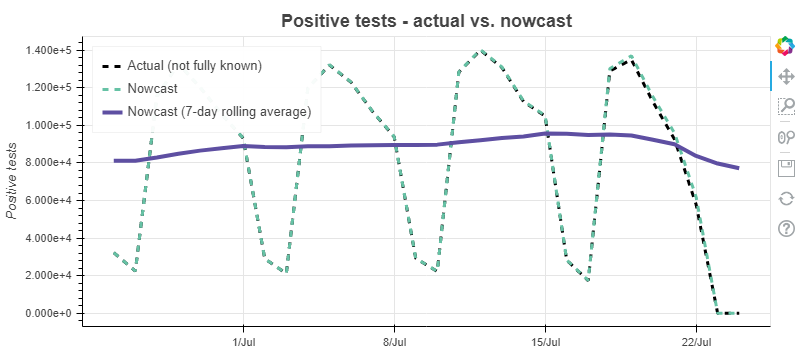 Positive tests - actual vs. nowcast
Positive tests
1.400e+5
1.200e+5
1.000e+5
8.000e+4
6.000e+4
4.000e+4
2.000e+4
0.000e+0
Actual (not fully known)
Nowcast
Nowcast (7-day rolling average)
1/Jul
8/Jul
15/Jul
22/Jul